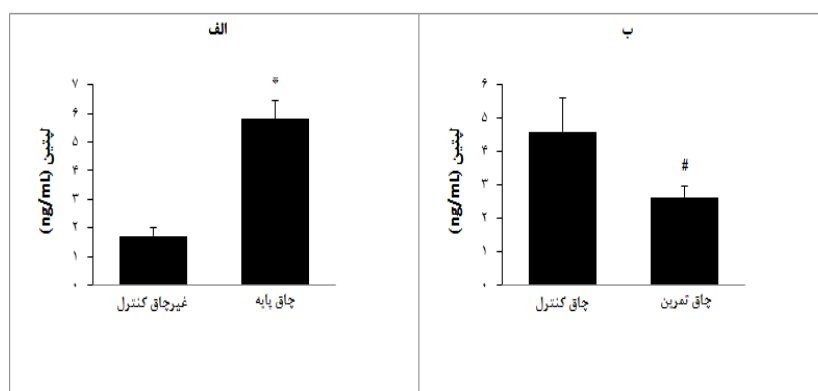 الف
*
۷
۶
۵
۴
۳
۲
۱
۰
لپتین (ng/mL)
غیرچاق کنترل
چاق پایه
ب
#
۶
۵
۴
۳
۲
۱
۰
لپتین (ng/mL)
چاق کنترل
چاق تمرین